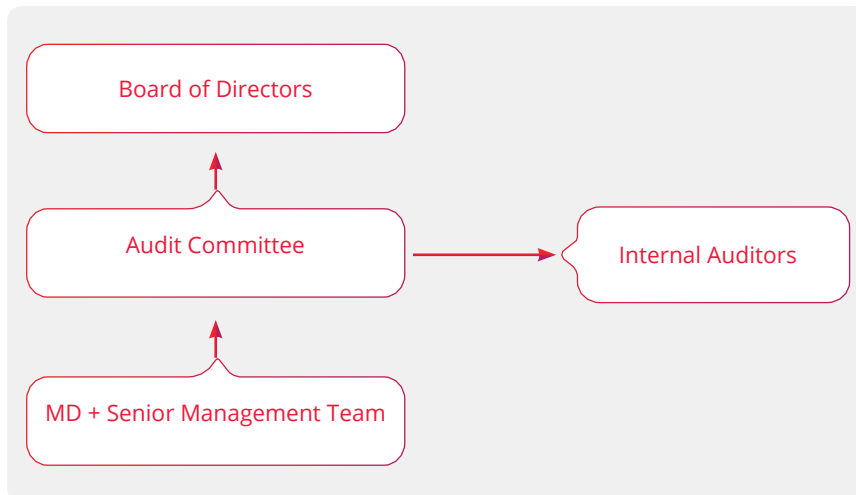 Board of Directors
Audit Committee
Internal Auditors
MD + Senior Management Team